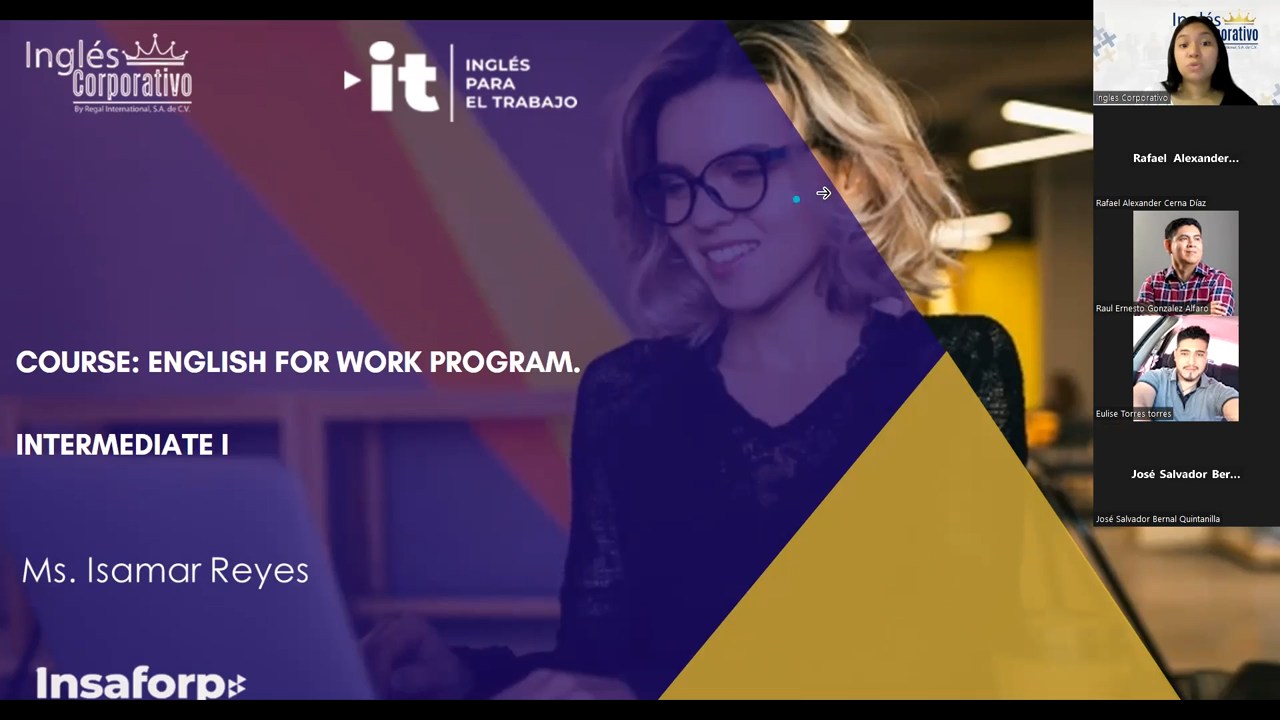 Inglés
Corporativo
By Regal International, S.A. de C.V.
it
INGLÉS
PARA
EL TRABAJO
COURSE: ENGLISH FOR WORK PROGRAM.
INTERMEDIATE I
Ms. Isamar Reyes
Insaforp
Inglés
Corporativo
Ingles Corporativo
Rafael Alexander...
Rafael Alexander Cerna Díaz
Raul Ernesto Gonzalez Alfaro
Eulise Torres torres
José Salvador Ber...
José Salvador Bernal Quintanilla